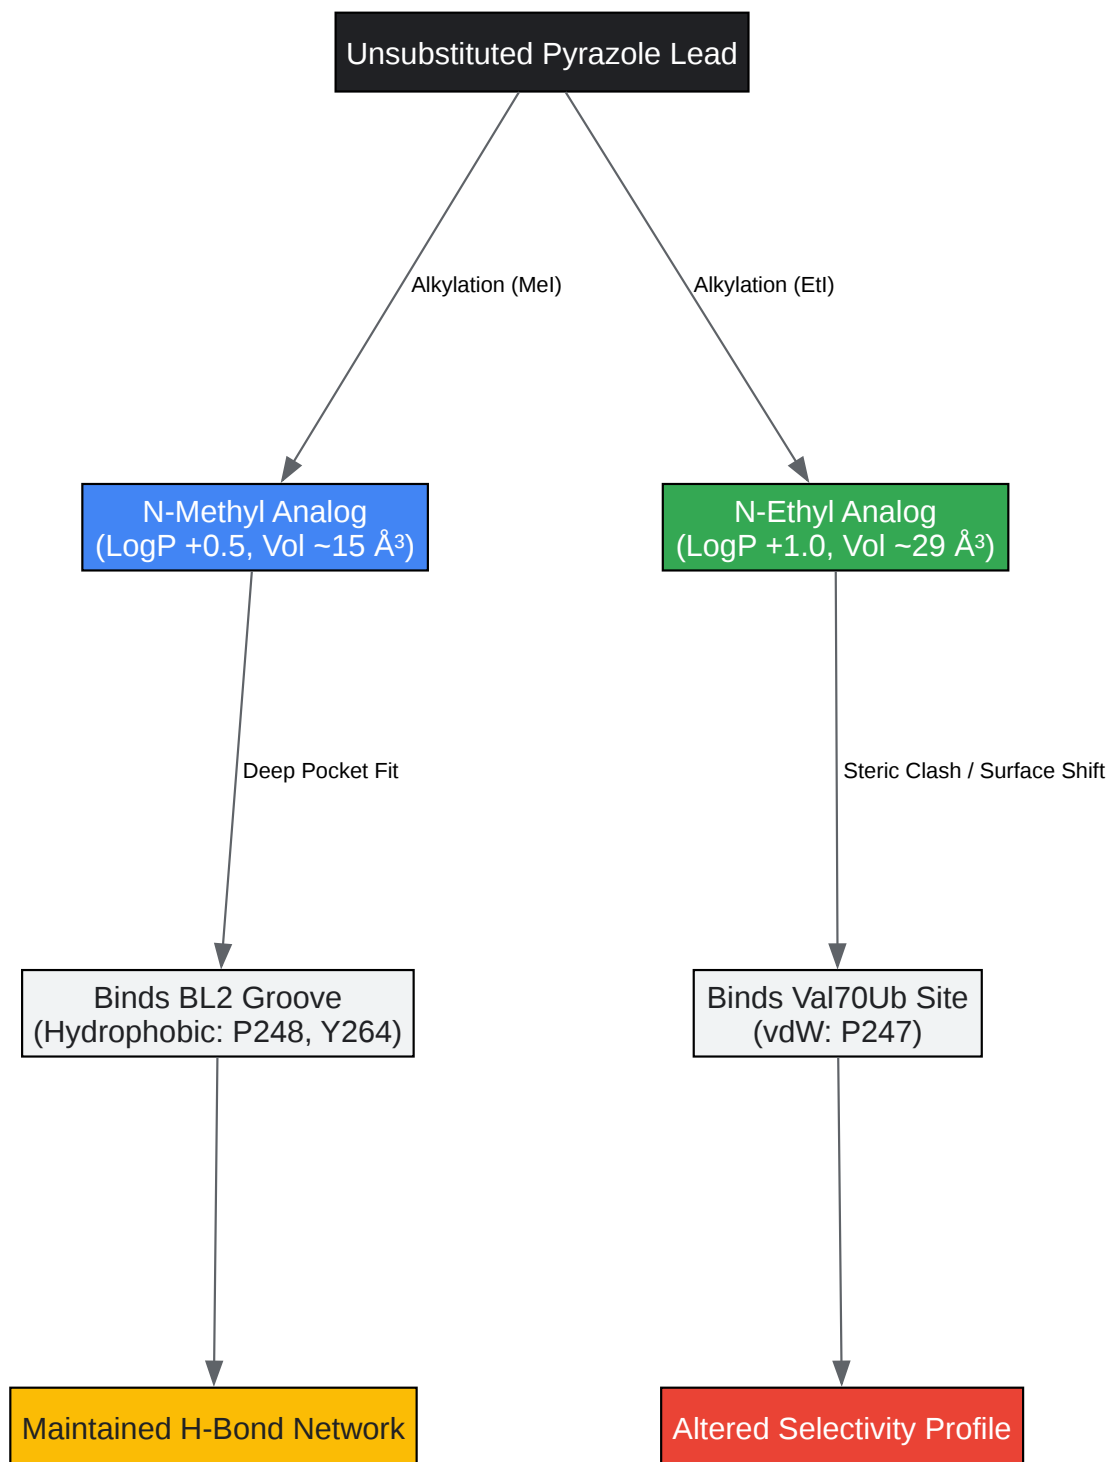 Unsubstituted Pyrazole Lead
Alkylation (MeI)
Alkylation (EtI)
N-Methyl Analog
(LogP +0.5, Vol ~15 Å³)
N-Ethyl Analog
(LogP +1.0, Vol ~29 Å³)
Deep Pocket Fit
Steric Clash / Surface Shift
Binds BL2 Groove
(Hydrophobic: P248, Y264)
Binds Val70Ub Site
(vdW: P247)
Maintained H-Bond Network
Altered Selectivity Profile